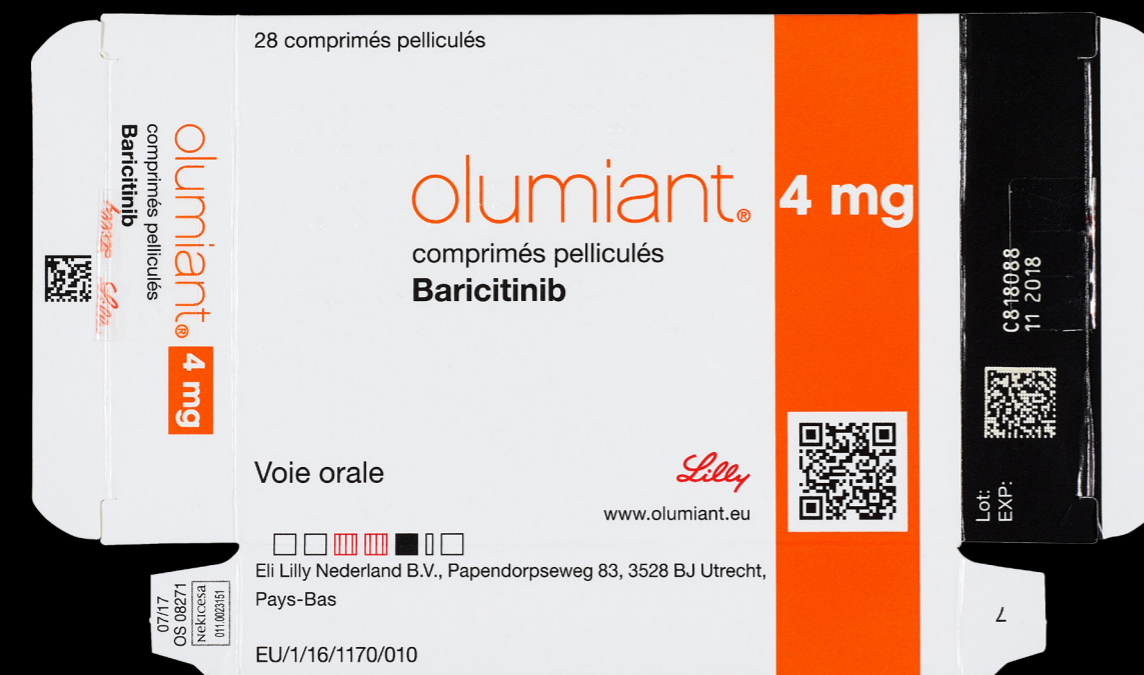 28 comprimés pelliculés
olumiant® 4 mg
comprimés pelliculés
Baricitinib
Voie orale
Lilly
www.olumiant.eu
Eli Lilly Nederland B.V., Papendorpseweg 83, 3528 BJ Utrecht,
Pays-Bas
EU/1/16/1170/010
olumiant® 4 mg
comprimés pelliculés
Baricitinib
Lilly
C818088
11 2018
Lot:
EXP:
07/17
OS 08271
Nekicesa
011.0023151
7